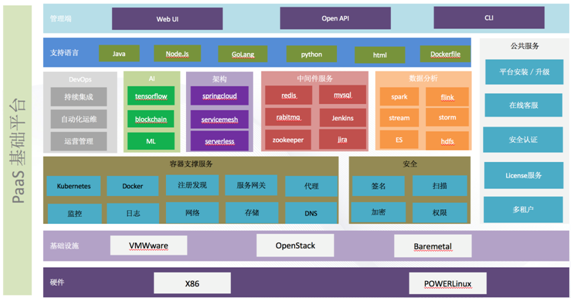 PaaS 基础平台
管理端
Web UI
Open API
CLI
支持语言
Java
Node.Js
GoLang
python
html
Dockerfile
DevOps
持续集成
自动化运维
运营管理
AI
tensorflow
blockchain
ML
架构
springcloud
servicemesh
serverless
中间件服务
redis
mysql
rabitmq
Jenkins
zookeeper
jira
数据分析
spark
flink
stream
storm
ES
hdfs
公共服务
平台安装 / 升级
在线客服
安全认证
License服务
多租户
容器支撑服务
Kubernetes
Docker
注册发现
服务网关
代理
监控
日志
网络
存储
DNS
安全
签名
扫描
加密
权限
基础设施
VMWware
OpenStack
Baremetal
硬件
X86
POWERLinux